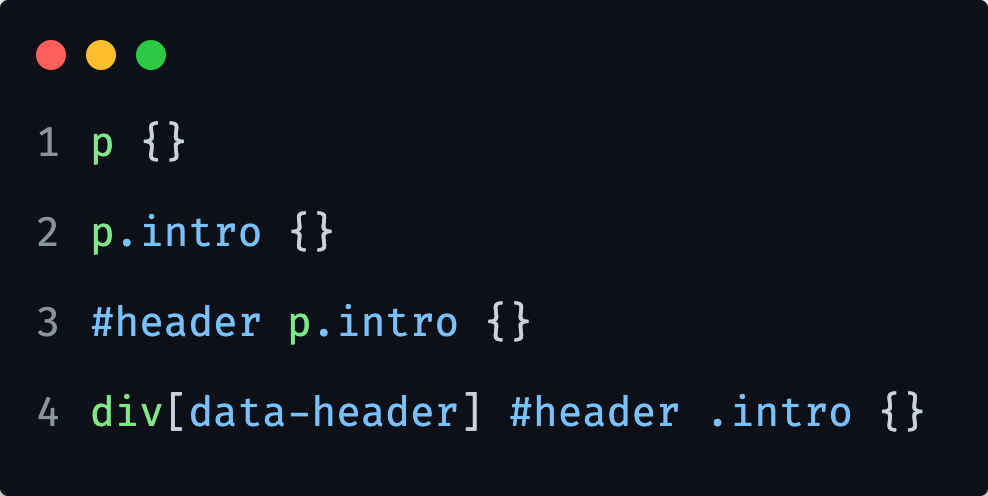 1 p {}
2 p.intro {}
3 #header p.intro {}
4 div[data-header] #header .intro {}